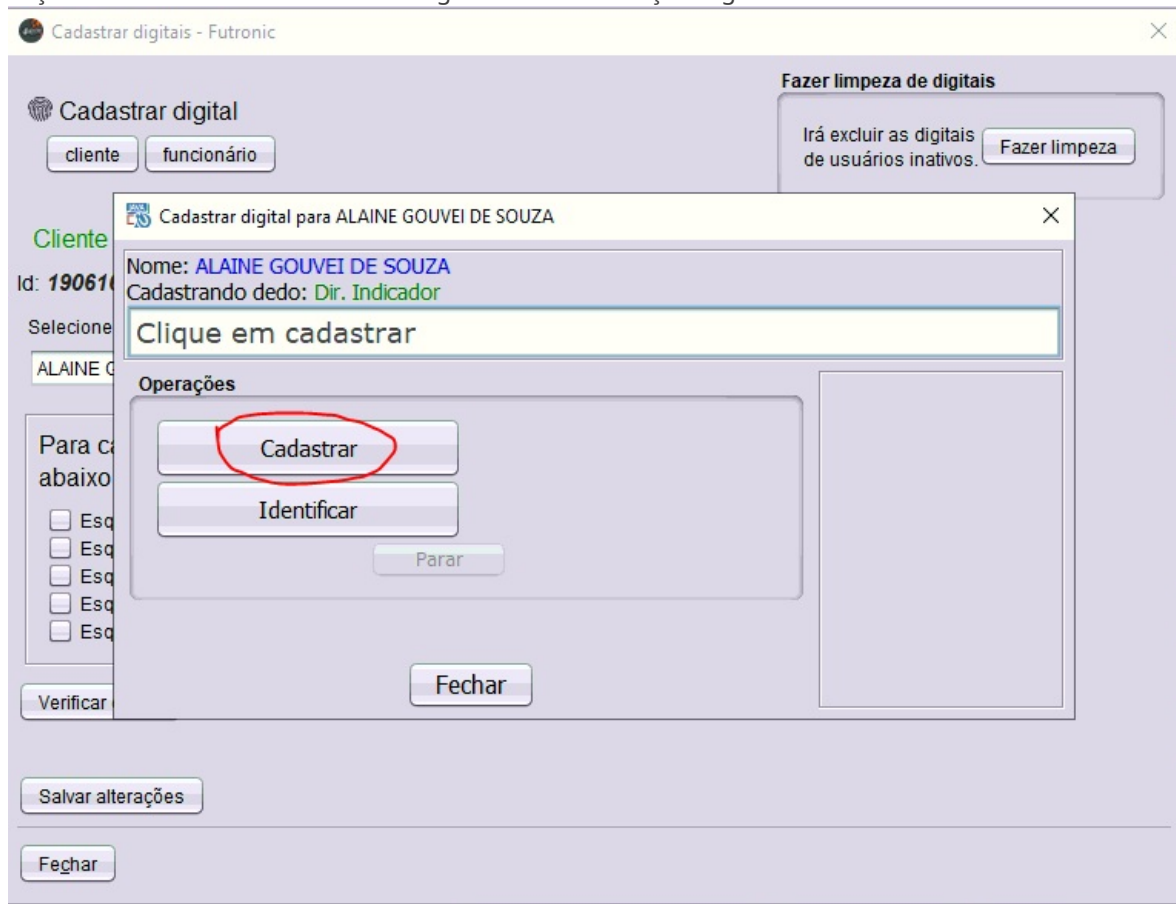 Cadastrar digitais - Futronic
Fazer limpeza de digitais
Cadastrar digital
cliente funcionário
Irá excluir as digitais
de usuários inativos.
Fazer limpeza
Cadastrar digital para ALAINE GOUVEI DE SOUZA
Cliente
Nome: ALAINE GOUVEI DE SOUZA
Id: 19061
Cadastrando dedo: Dir. Indicador
Selecione
Clique em cadastrar
ALAINE
Operações
Cadastrar
Para
abaixo
Identificar
Esq
Esq
Parar
Esq
Esq
Esq
Fechar
Verificar
Salvar alterações
Fechar